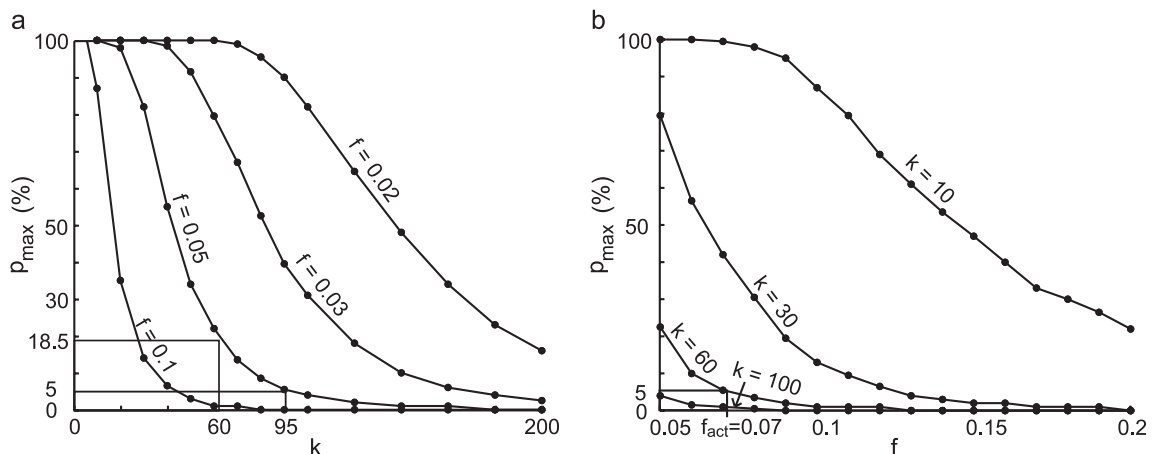 a
100
50
30
18.5
5
0
p_max (%)
f = 0.1
f = 0.05
f = 0.03
f = 0.02
0
60
95
200
k
b
100
50
5
0
p_max (%)
k = 10
k = 30
k = 60
k = 100
0.05
f_act=0.07
0.1
0.15
0.2
f